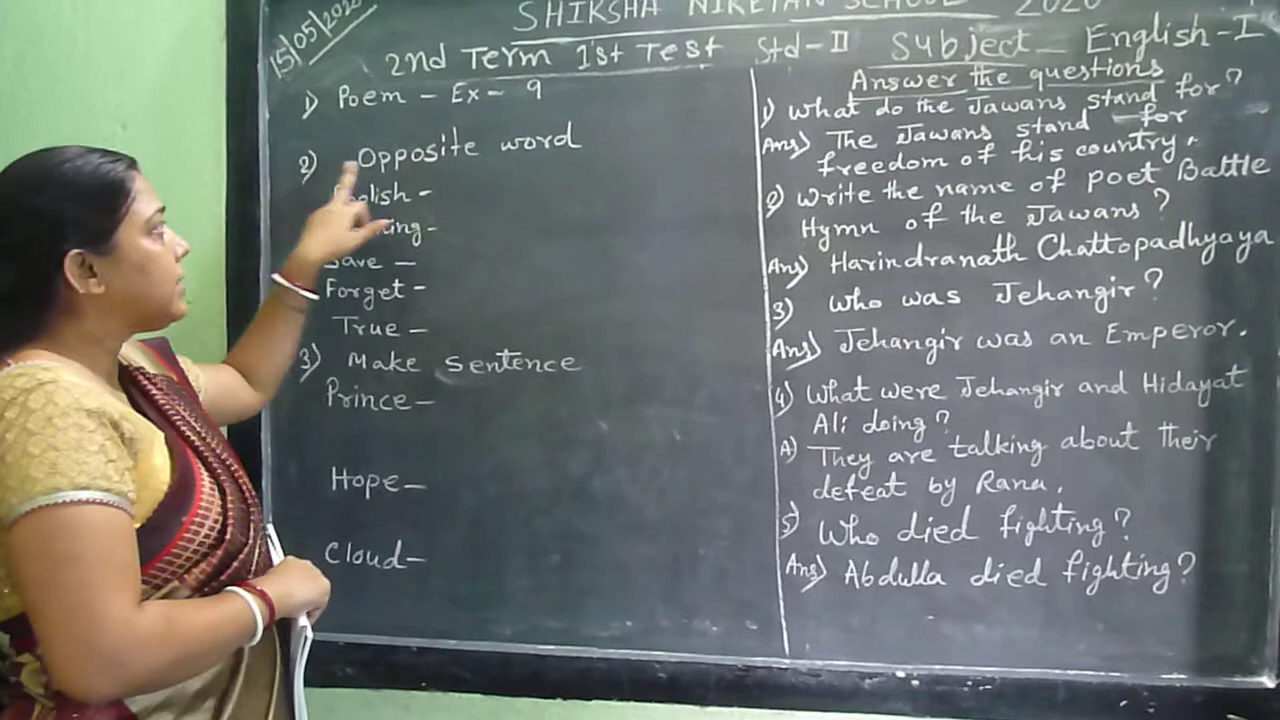 15/05/2020
SHIKSHA NIKETAN SCHOOL 2020
2nd Term 1st Test Std-II Subject - English-I
1) Poem - Ex - 9
2) Opposite word
Save -
Forget -
True -
3) Make sentence
Prince -
Hope -
Cloud -
Answer the questions
1) What do the Jawans stand for?
Ans) The Jawans stand for
freedom of his country.
2) Write the name of poet Battle
Hymn of the Jawans?
Ans) Harindranath Chattopadhyaya
3) Who was Jehangir?
Ans) Jehangir was an Emperor.
4) What were Jehangir and Hidayat
Ali doing?
A) They are talking about their
defeat by Rana.
5) Who died fighting?
Ans) Abdulla died fighting?